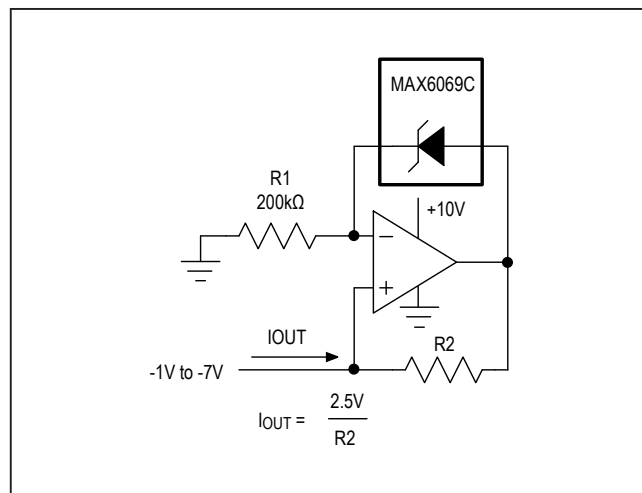 MAX6069C
R1
200kΩ
+10V
−
+
IOUT
R2
-1V to -7V
IOUT = 2.5V
R2